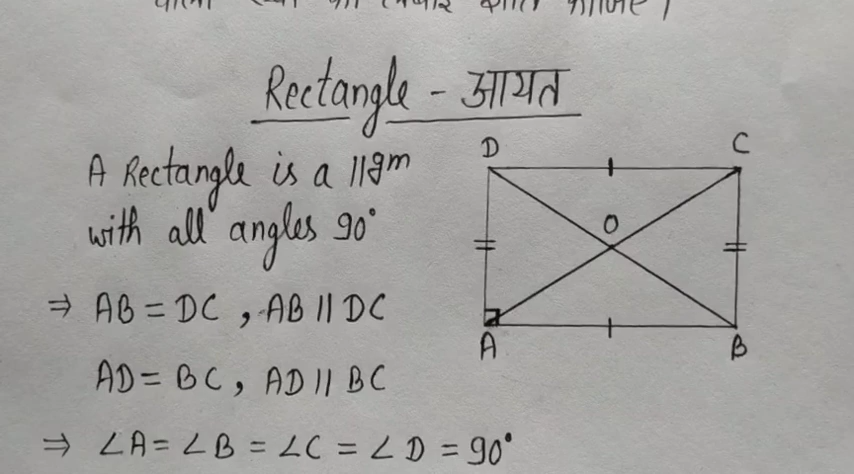 Rectangle - आयत
A Rectangle is a ||gm
with all angles 90°
⇒ AB = DC, AB || DC
AD = BC, AD || BC
⇒ ∠A = ∠B = ∠C = ∠D = 90°
D
C
O
A
B